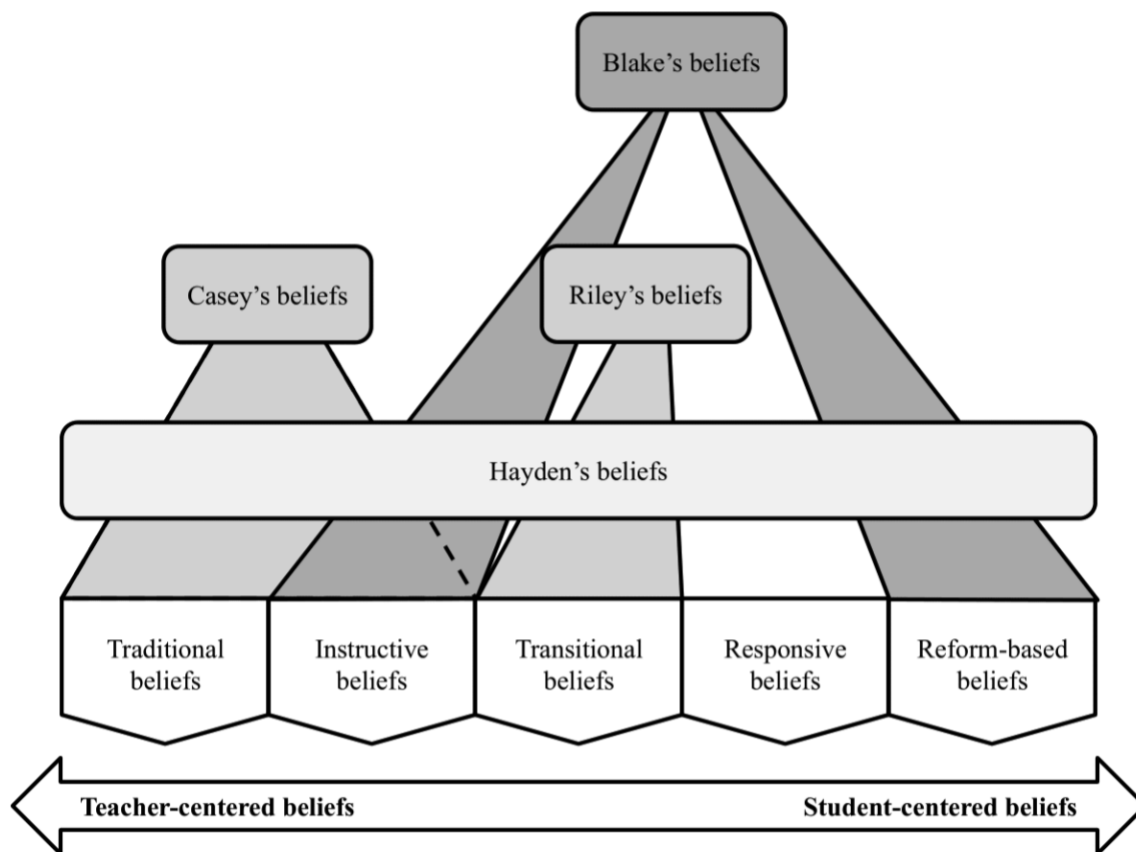 Blake’s beliefs
Casey’s beliefs
Riley’s beliefs
Hayden’s beliefs
Traditional
beliefs
Instructive
beliefs
Transitional
beliefs
Responsive
beliefs
Reform-based
beliefs
Teacher-centered beliefs
Student-centered beliefs